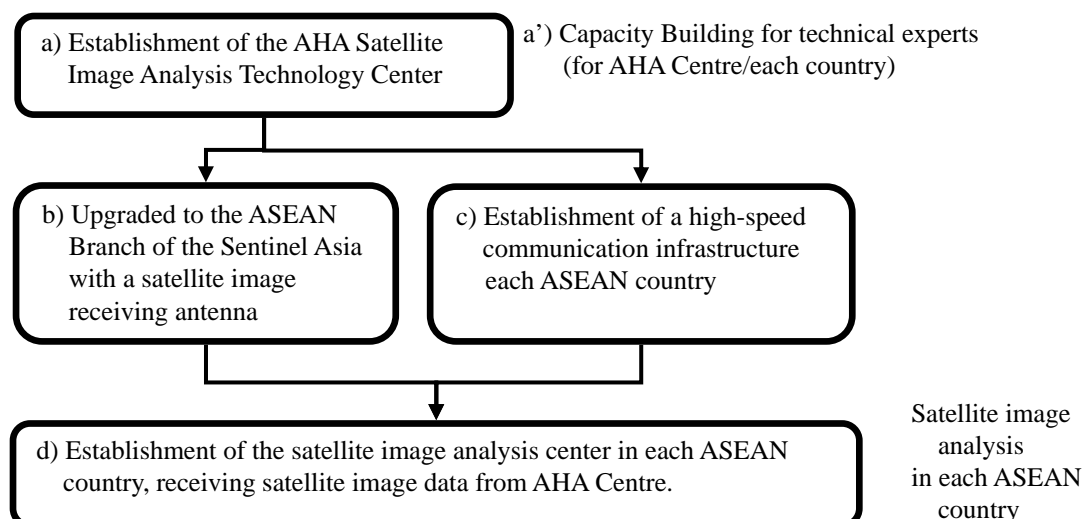 a) Establishment of the AHA Satellite
Image Analysis Technology Center
a’) Capacity Building for technical experts
(for AHA Centre/each country)
b) Upgraded to the ASEAN
Branch of the Sentinel Asia
with a satellite image
receiving antenna
c) Establishment of a high-speed
communication infrastructure
each ASEAN country
d) Establishment of the satellite image analysis center in each ASEAN
country, receiving satellite image data from AHA Centre.
Satellite image
analysis
in each ASEAN
country